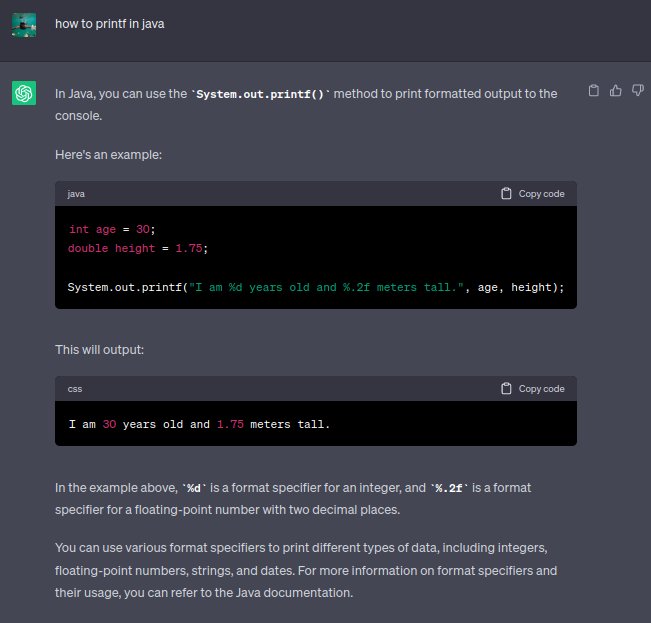 how to printf in java
In Java, you can use the `System.out.printf()` method to print formatted output to the
console.
Here's an example:
java
Copy code
int age = 30;
double height = 1.75;
System.out.printf("I am %d years old and %.2f meters tall.", age, height);
This will output:
css
Copy code
I am 30 years old and 1.75 meters tall.
In the example above, `%d` is a format specifier for an integer, and `%.2f` is a format
specifier for a floating-point number with two decimal places.
You can use various format specifiers to print different types of data, including integers,
floating-point numbers, strings, and dates. For more information on format specifiers and
their usage, you can refer to the Java documentation.